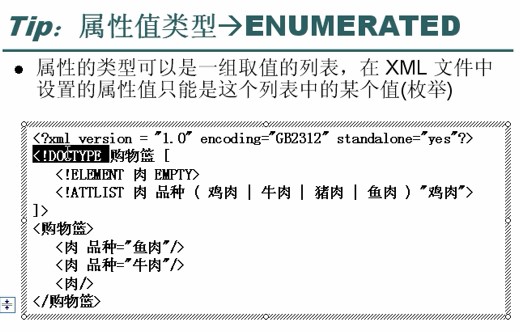 Tip: 属性值类型→ENUMERATED
● 属性的类型可以是一组取值的列表，在 XML 文件中
设置的属性值只能是这个列表中的某个值(枚举)
<?xml version = "1.0" encoding="GB2312" standalone="yes"?>
<!DOCTYPE 购物篮 [
<!ELEMENT 肉 EMPTY>
<!ATTLIST 肉 品种 ( 鸡肉 | 牛肉 | 猪肉 | 鱼肉 ) "鸡肉">
]>
<购物篮>
<肉 品种="鱼肉"/>
<肉 品种="牛肉"/>
<肉/>
</购物篮>